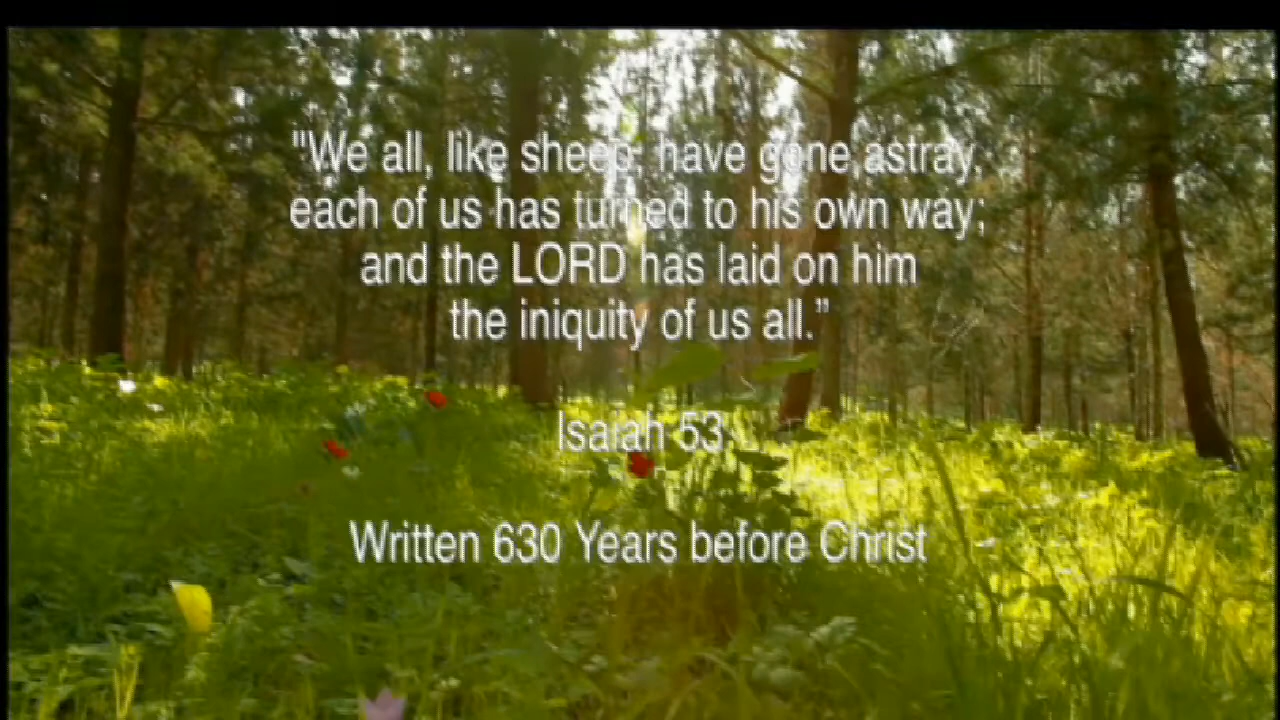 "We all, like sheep, have gone astray,
each of us has turned to his own way;
and the LORD has laid on him
the iniquity of us all.”
Isaiah 53
Written 630 Years before Christ